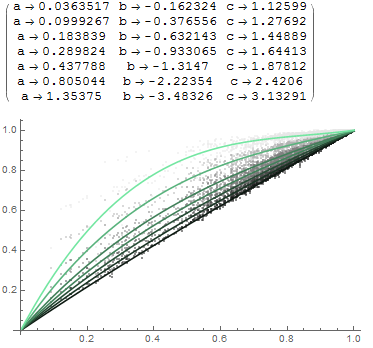 a→0.0363517 b→-0.162324 c→1.12599
a→0.0999267 b→-0.376556 c→1.27692
a→0.183839 b→-0.632143 c→1.44889
a→0.289824 b→-0.933065 c→1.64413
a→0.437788 b→-1.3147 c→1.87812
a→0.805044 b→-2.22354 c→2.4206
a→1.35375 b→-3.48326 c→3.13291
1.0
0.8
0.6
0.4
0.2
0.2 0.4 0.6 0.8 1.0